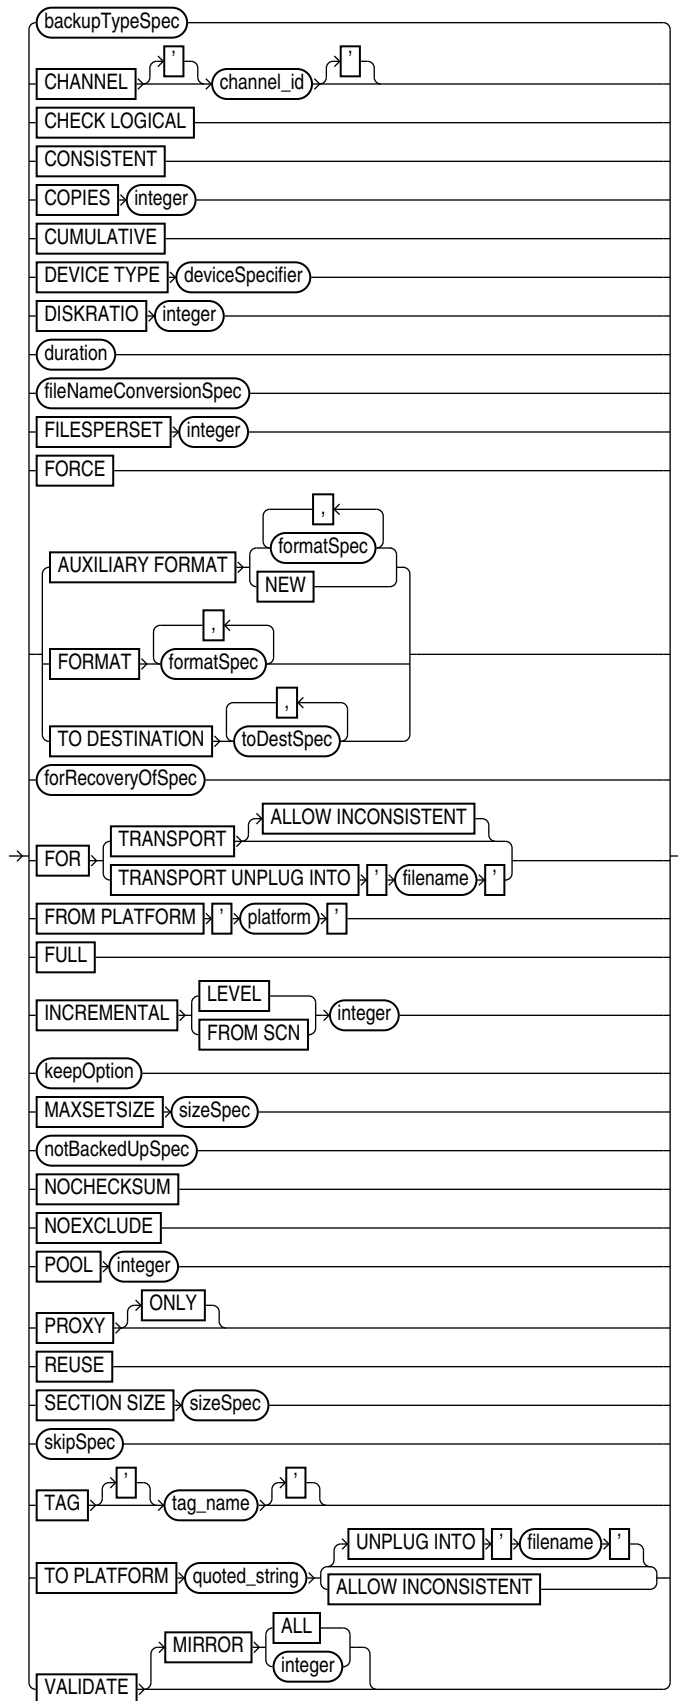 backupTypeSpec
'
'
CHANNEL channel_id
CHECK LOGICAL
CONSISTENT
COPIES integer
CUMULATIVE
DEVICE TYPE deviceSpecifier
DISKRATIO integer
duration
fileNameConversionSpec
FILESPERSET integer
FORCE
,
formatSpec
AUXILIARY FORMAT
NEW
,
FORMAT formatSpec
,
TO DESTINATION toDestSpec
forRecoveryOfSpec
ALLOW INCONSISTENT
TRANSPORT
FOR
TRANSPORT UNPLUG INTO ' filename '
FROM PLATFORM ' platform '
FULL
LEVEL
INCREMENTAL integer
FROM SCN
keepOption
MAXSETSIZE sizeSpec
notBackedUpSpec
NOCHECKSUM
NOEXCLUDE
POOL integer
ONLY
PROXY
REUSE
SECTION SIZE sizeSpec
skipSpec
' '
TAG tag_name
UNPLUG INTO ' filename '
TO PLATFORM quoted_string
ALLOW INCONSISTENT
ALL
MIRROR
integer
VALIDATE